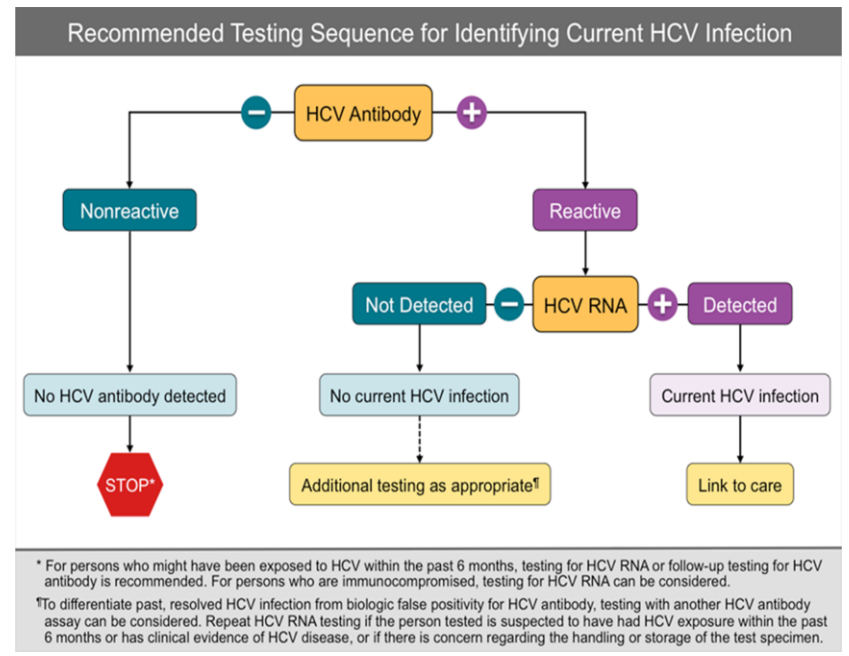 Recommended Testing Sequence for Identifying Current HCV Infection
HCV Antibody
Nonreactive
Reactive
Not Detected
HCV RNA
Detected
No HCV antibody detected
No current HCV infection
Current HCV infection
STOP*
Additional testing as appropriate¶
Link to care
* For persons who might have been exposed to HCV within the past 6 months, testing for HCV RNA or follow-up testing for HCV
antibody is recommended. For persons who are immunocompromised, testing for HCV RNA can be considered.
¶To differentiate past, resolved HCV infection from biologic false positivity for HCV antibody, testing with another HCV antibody
assay can be considered. Repeat HCV RNA testing if the person tested is suspected to have had HCV exposure within the past
6 months or has clinical evidence of HCV disease, or if there is concern regarding the handling or storage of the test specimen.